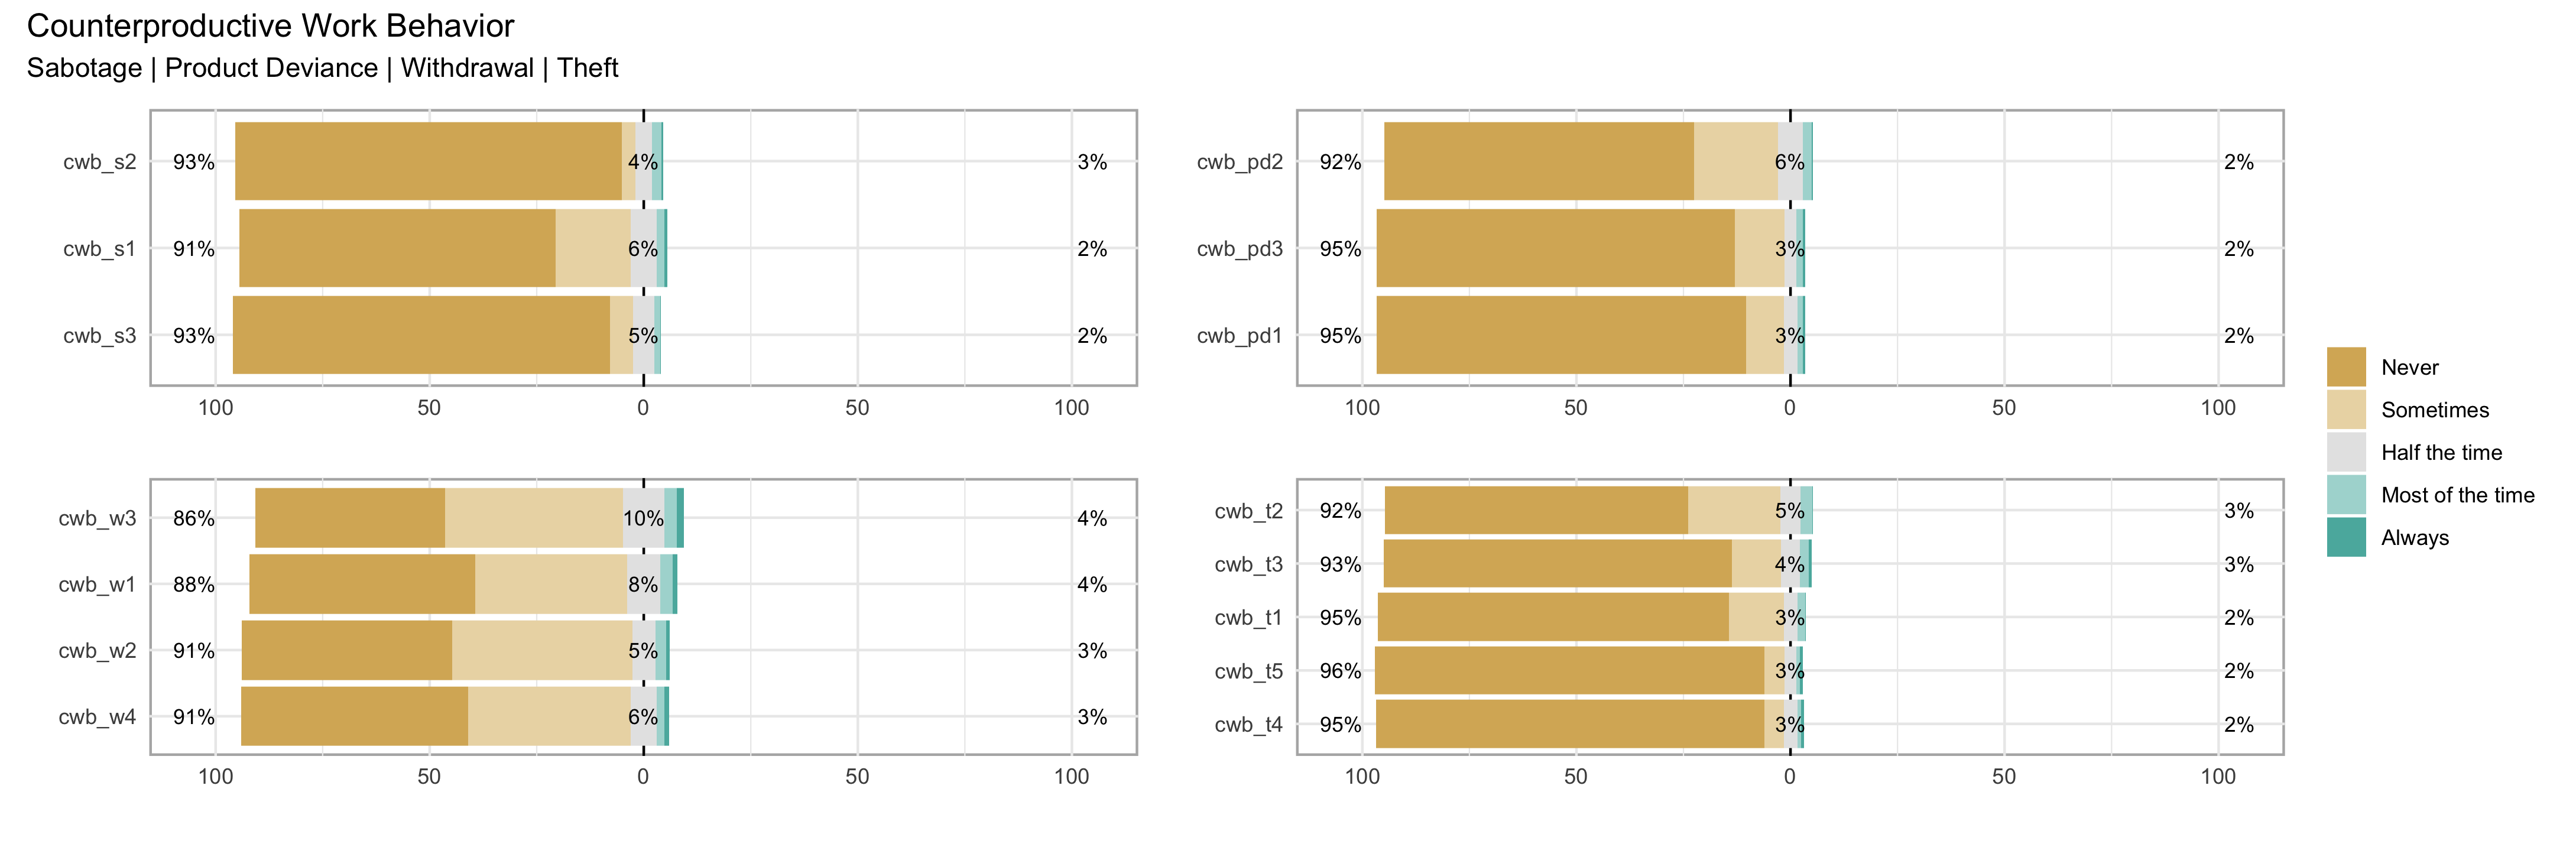 Counterproductive Work Behavior
Sabotage | Product Deviance | Withdrawal | Theft
cwb_s2 93% 4% 3%
cwb_s1 91% 6% 2%
cwb_s3 93% 5% 2%
100 50 0 50 100
cwb_pd2 92% 6% 2%
cwb_pd3 95% 3% 2%
cwb_pd1 95% 3% 2%
100 50 0 50 100
cwb_w3 86% 10% 4%
cwb_w1 88% 8% 4%
cwb_w2 91% 5% 3%
cwb_w4 91% 6% 3%
100 50 0 50 100
cwb_t2 92% 5% 3%
cwb_t3 93% 4% 3%
cwb_t1 95% 3% 2%
cwb_t5 96% 3% 2%
cwb_t4 95% 3% 2%
100 50 0 50 100
Never
Sometimes
Half the time
Most of the time
Always